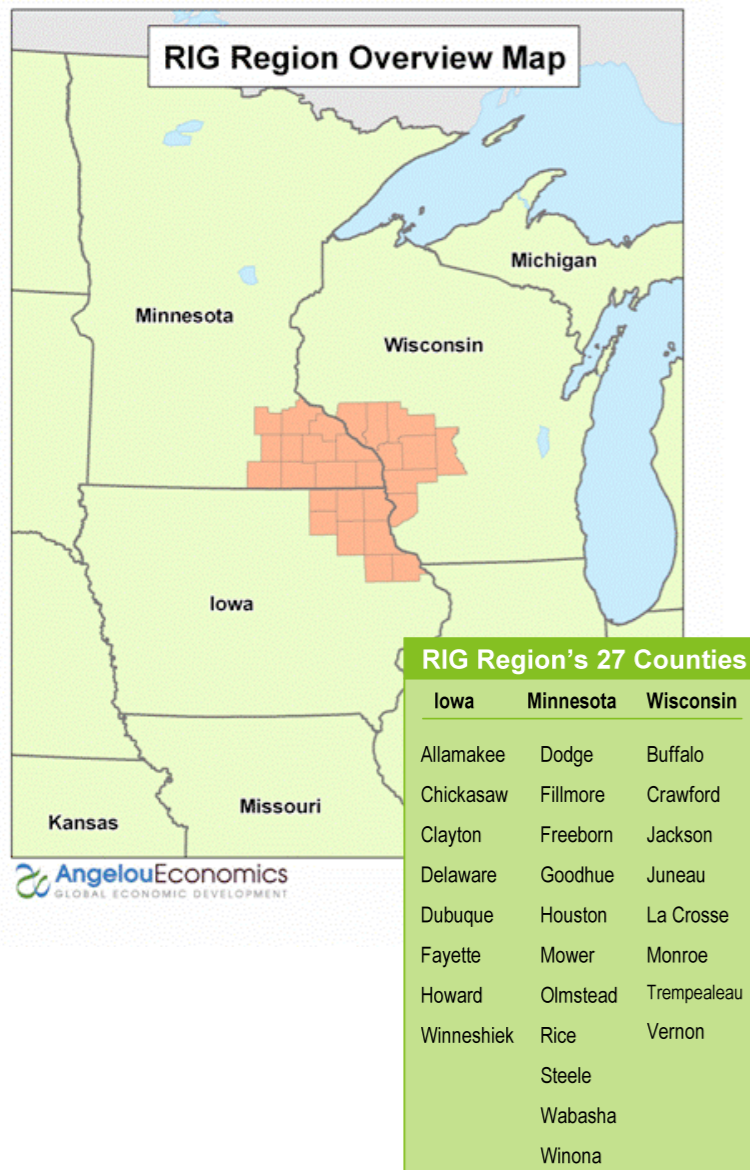 RIG Region Overview Map
Michigan
Minnesota
Wisconsin
Iowa
Missouri
Kansas
AngelouEconomics
GLOBAL ECONOMIC DEVELOPMENT
RIG Region's 27 Counties
Iowa Minnesota Wisconsin
Allamakee Dodge Buffalo
Chickasaw Fillmore Crawford
Clayton Freeborn Jackson
Delaware Goodhue Juneau
Dubuque Houston La Crosse
Fayette Mower Monroe
Howard Olmstead Trempealeau
Winneshiek Rice Vernon
Steele
Wabasha
Winona